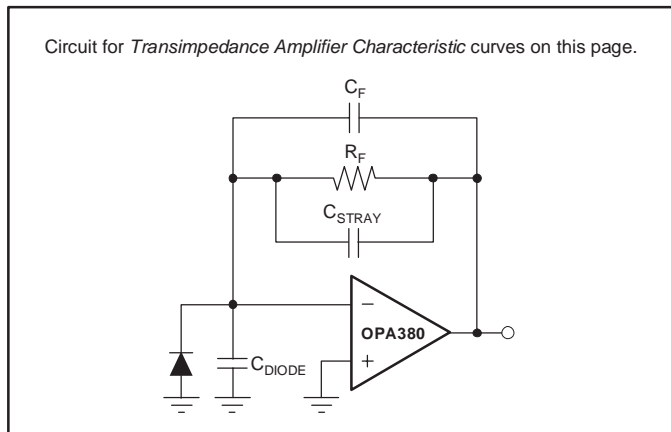 Circuit for Transimpedance Amplifier Characteristic curves on this page.
CF
RF
CSTRAY
−
OPA380
+
CDIODE